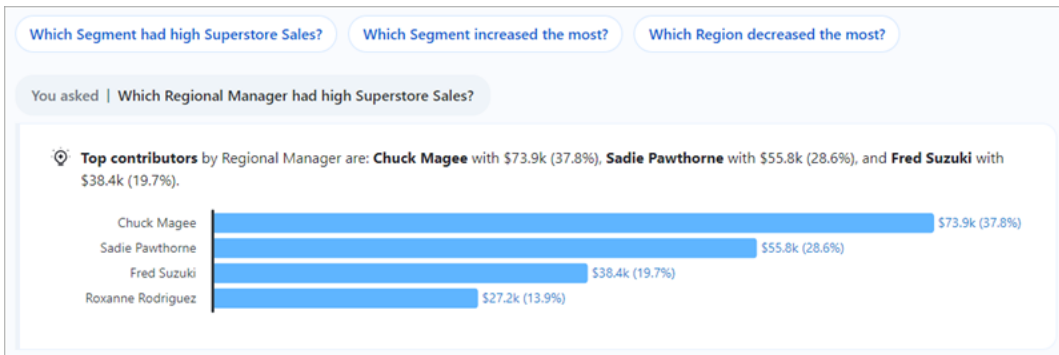 Which Segment had high Superstore Sales?
Which Segment increased the most?
Which Region decreased the most?
You asked | Which Regional Manager had high Superstore Sales?
Top contributors by Regional Manager are: Chuck Magee with $73.9k (37.8%), Sadie Pawthorne with $55.8k (28.6%), and Fred Suzuki with
$38.4k (19.7%).
Chuck Magee $73.9k (37.8%)
Sadie Pawthorne $55.8k (28.6%)
Fred Suzuki $38.4k (19.7%)
Roxanne Rodriguez $27.2k (13.9%)